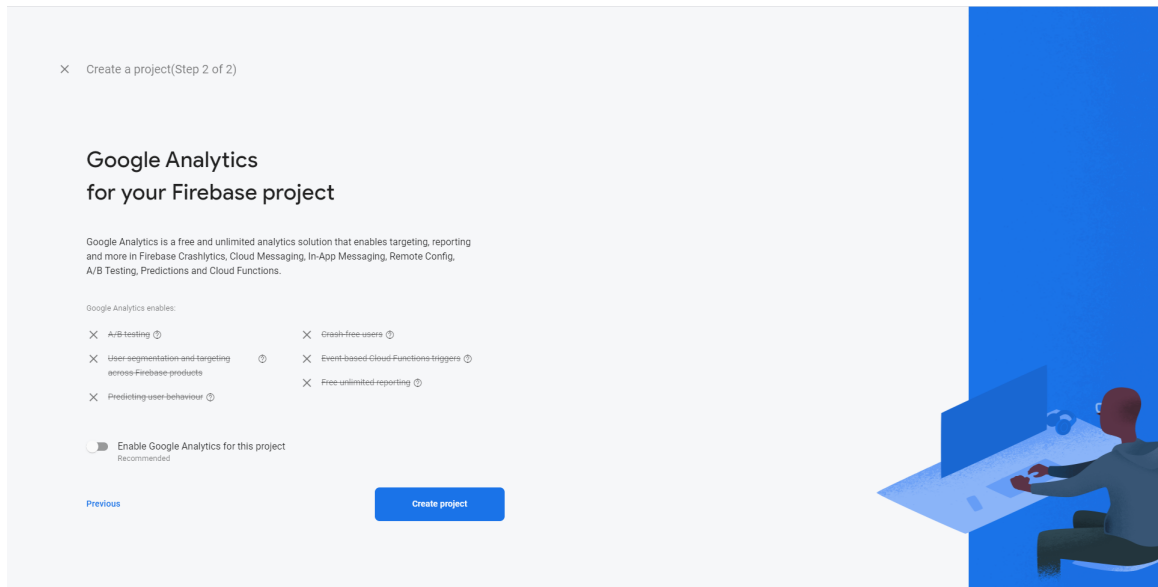 Create a project(Step 2 of 2)
Google Analytics
for your Firebase project
Google Analytics is a free and unlimited analytics solution that enables targeting, reporting
and more in Firebase Crashlytics, Cloud Messaging, In-App Messaging, Remote Config,
A/B Testing, Predictions and Cloud Functions.
Google Analytics enables:
A/B testing
User segmentation and targeting
across Firebase products
Predicting user behaviour
Crash-free users
Event-based Cloud Functions triggers
Free unlimited reporting
Enable Google Analytics for this project
Recommended
Previous
Create project